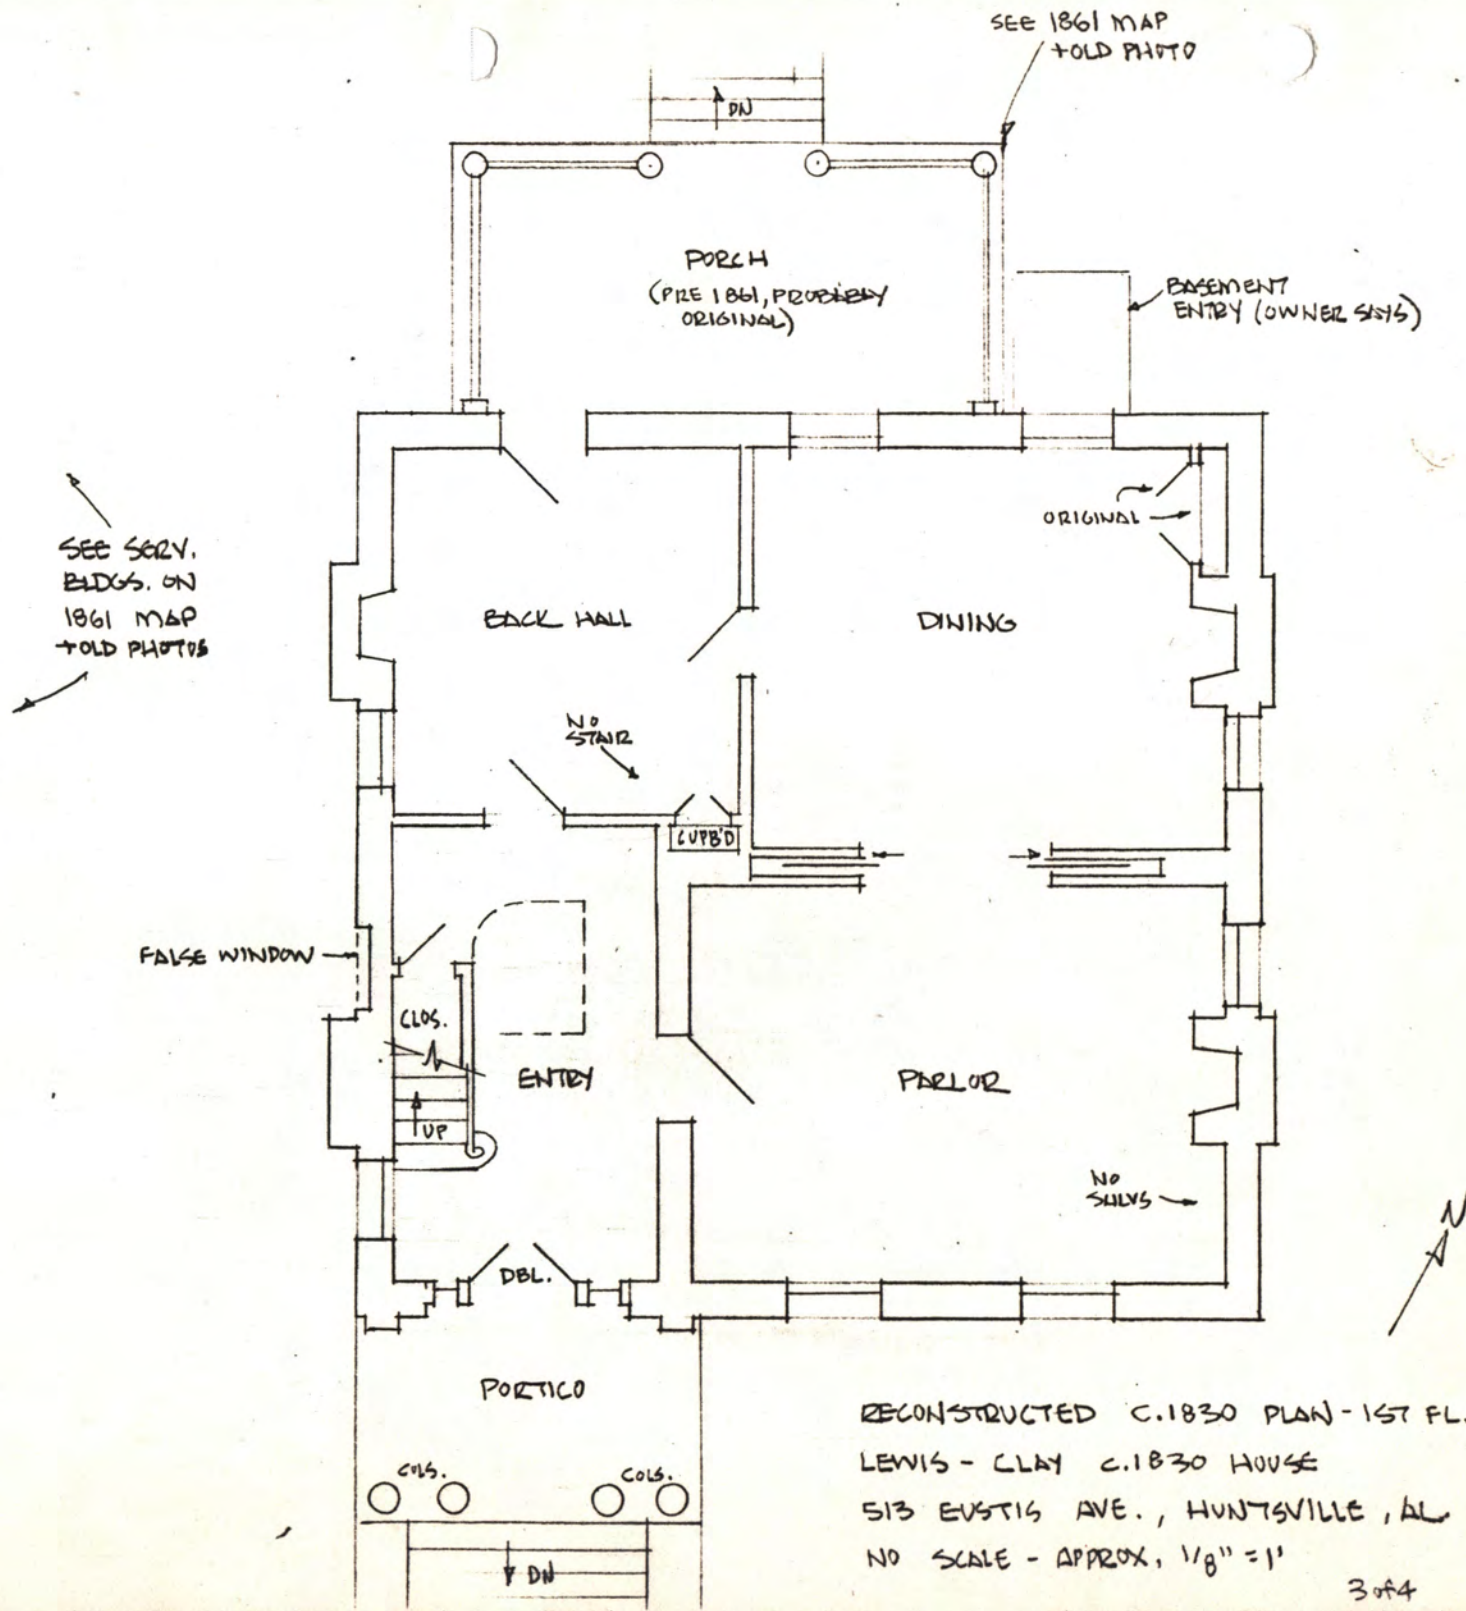 SEE 1861 MAP
+OLD PHOTO
DN
PORCH
(PRE 1861, PROBABLY
ORIGINAL)
BASEMENT
ENTRY (OWNER SAYS)
ORIGINAL
SEE SERV.
BLDGS. ON
1861 MAP
+OLD PHOTOS
BACK HALL
DINING
NO
STAIR
CUPB'D
FALSE WINDOW
CLOS.
ENTRY
PARLOR
UP
NO
SHLVS
N
DBL.
PORTICO
COLS.
COLS.
DN
RECONSTRUCTED C.1830 PLAN - 1ST FL.
LEWIS - CLAY C.1830 HOUSE
513 EUSTIS AVE., HUNTSVILLE, AL.
NO SCALE - APPROX, 1/8" = 1'
3 of 4